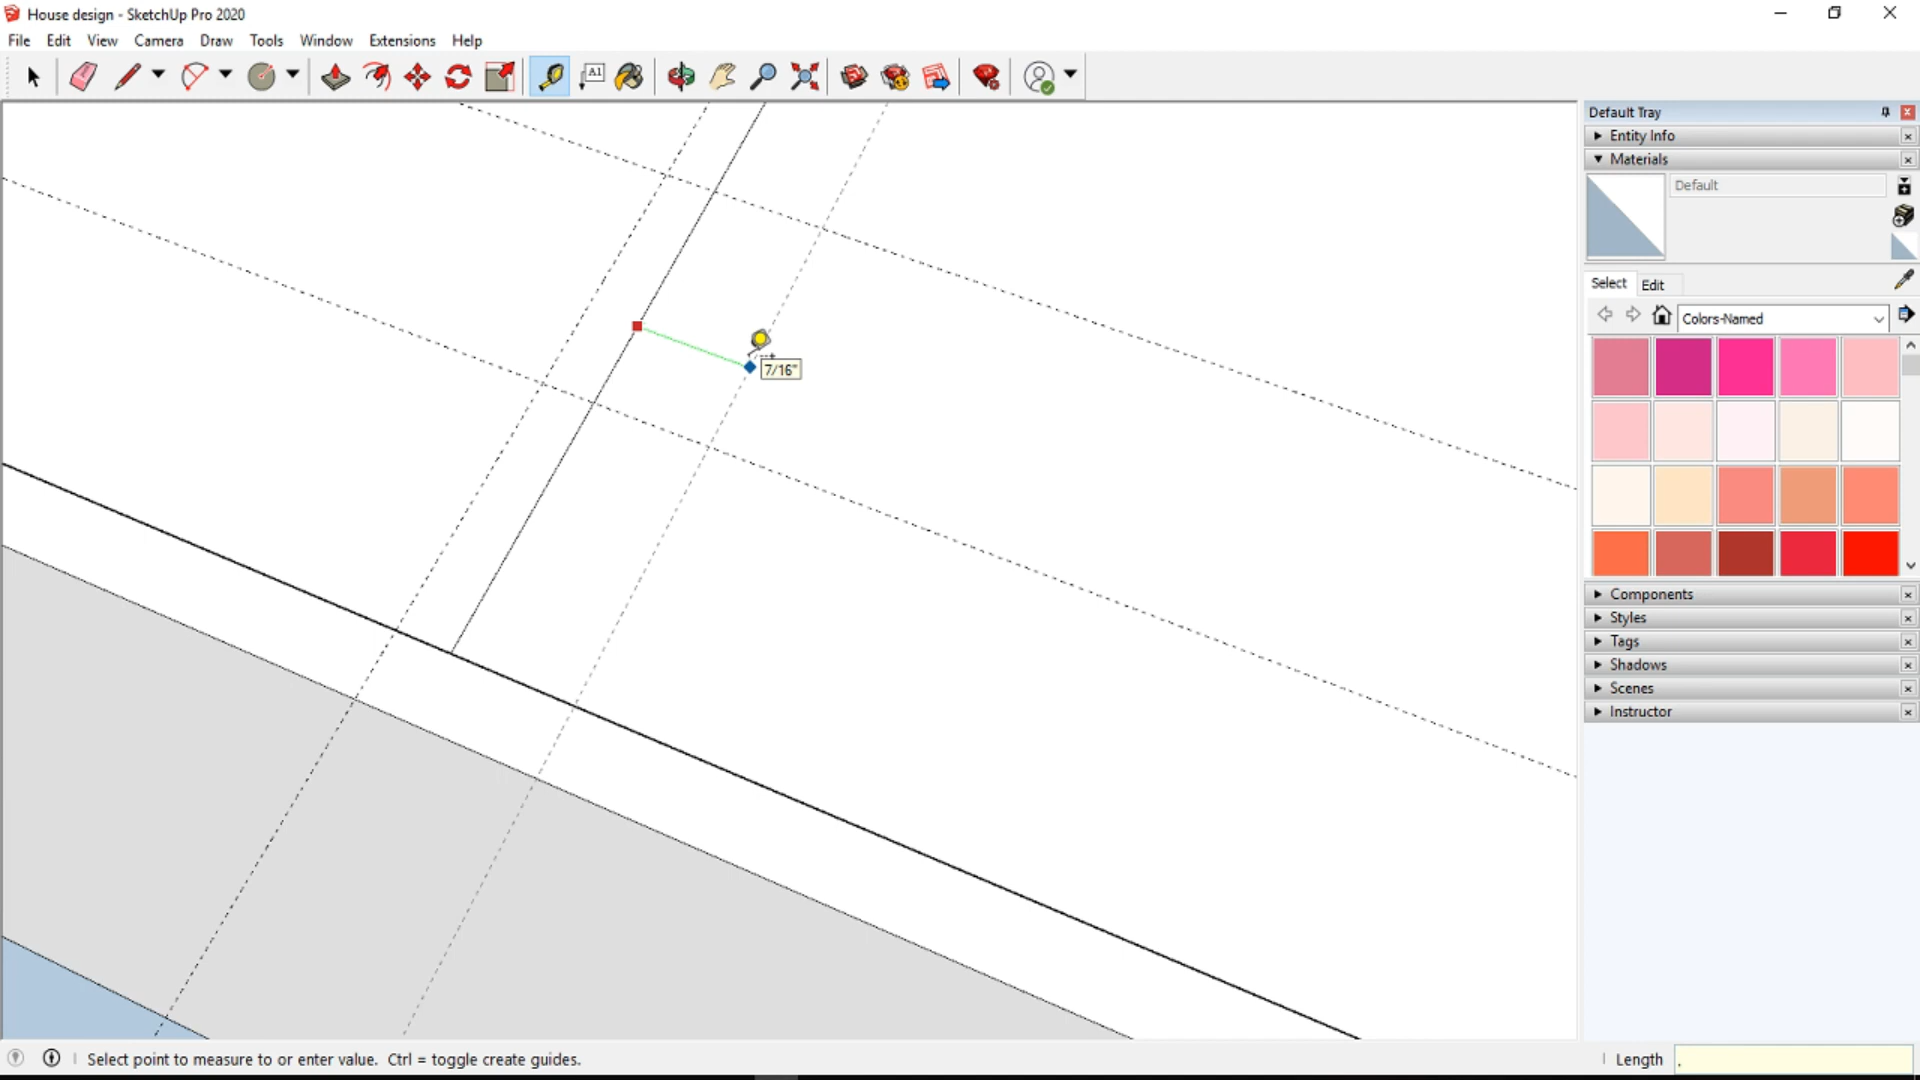 House design - SketchUp Pro 2020
File Edit View Camera Draw Tools Window Extensions Help
A1
Default Tray
Entity Info
Materials
Default
Select Edit
Colors-Named
7/16"
Components
Styles
Tags
Shadows
Scenes
Instructor
Select point to measure to or enter value. Ctrl = toggle create guides.
Length .